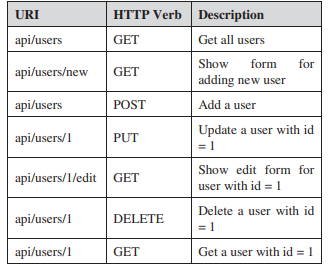 URI HTTP Verb Description
api/users GET Get all users
api/users/new GET Show form for
adding new user
api/users POST Add a user
api/users/1 PUT Update a user with id
= 1
api/users/1/edit GET Show edit form for
user with id = 1
api/users/1 DELETE Delete a user with id
= 1
api/users/1 GET Get a user with id = 1